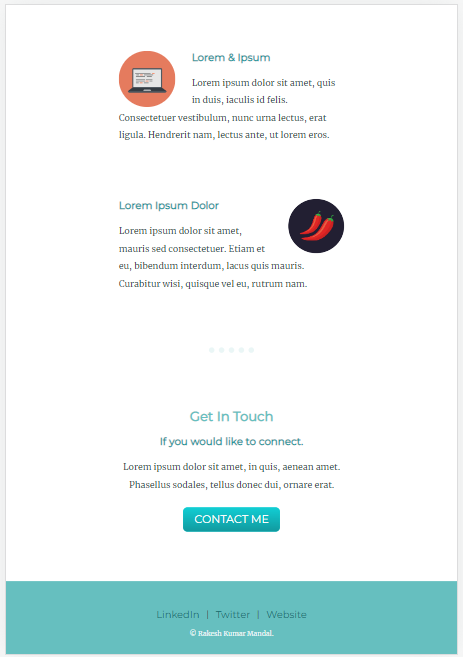 Lorem & Ipsum
Lorem ipsum dolor sit amet, quis
in duis, iaculis id felis.
Consectetuer vestibulum, nunc urna lectus, erat
ligula. Hendrerit nam, lectus ante, ut lorem eros.
Lorem Ipsum Dolor
Lorem ipsum dolor sit amet,
mauris sed consectetuer. Etiam et
eu, bibendum interdum, lacus quis mauris.
Curabitur wisi, quisque vel eu, rutrum nam.
Get In Touch
If you would like to connect.
Lorem ipsum dolor sit amet, in quis, aenean amet.
Phasellus sodales, tellus donec dui, ornare erat.
CONTACT ME
LinkedIn | Twitter | Website
© Rakesh Kumar Mandal.